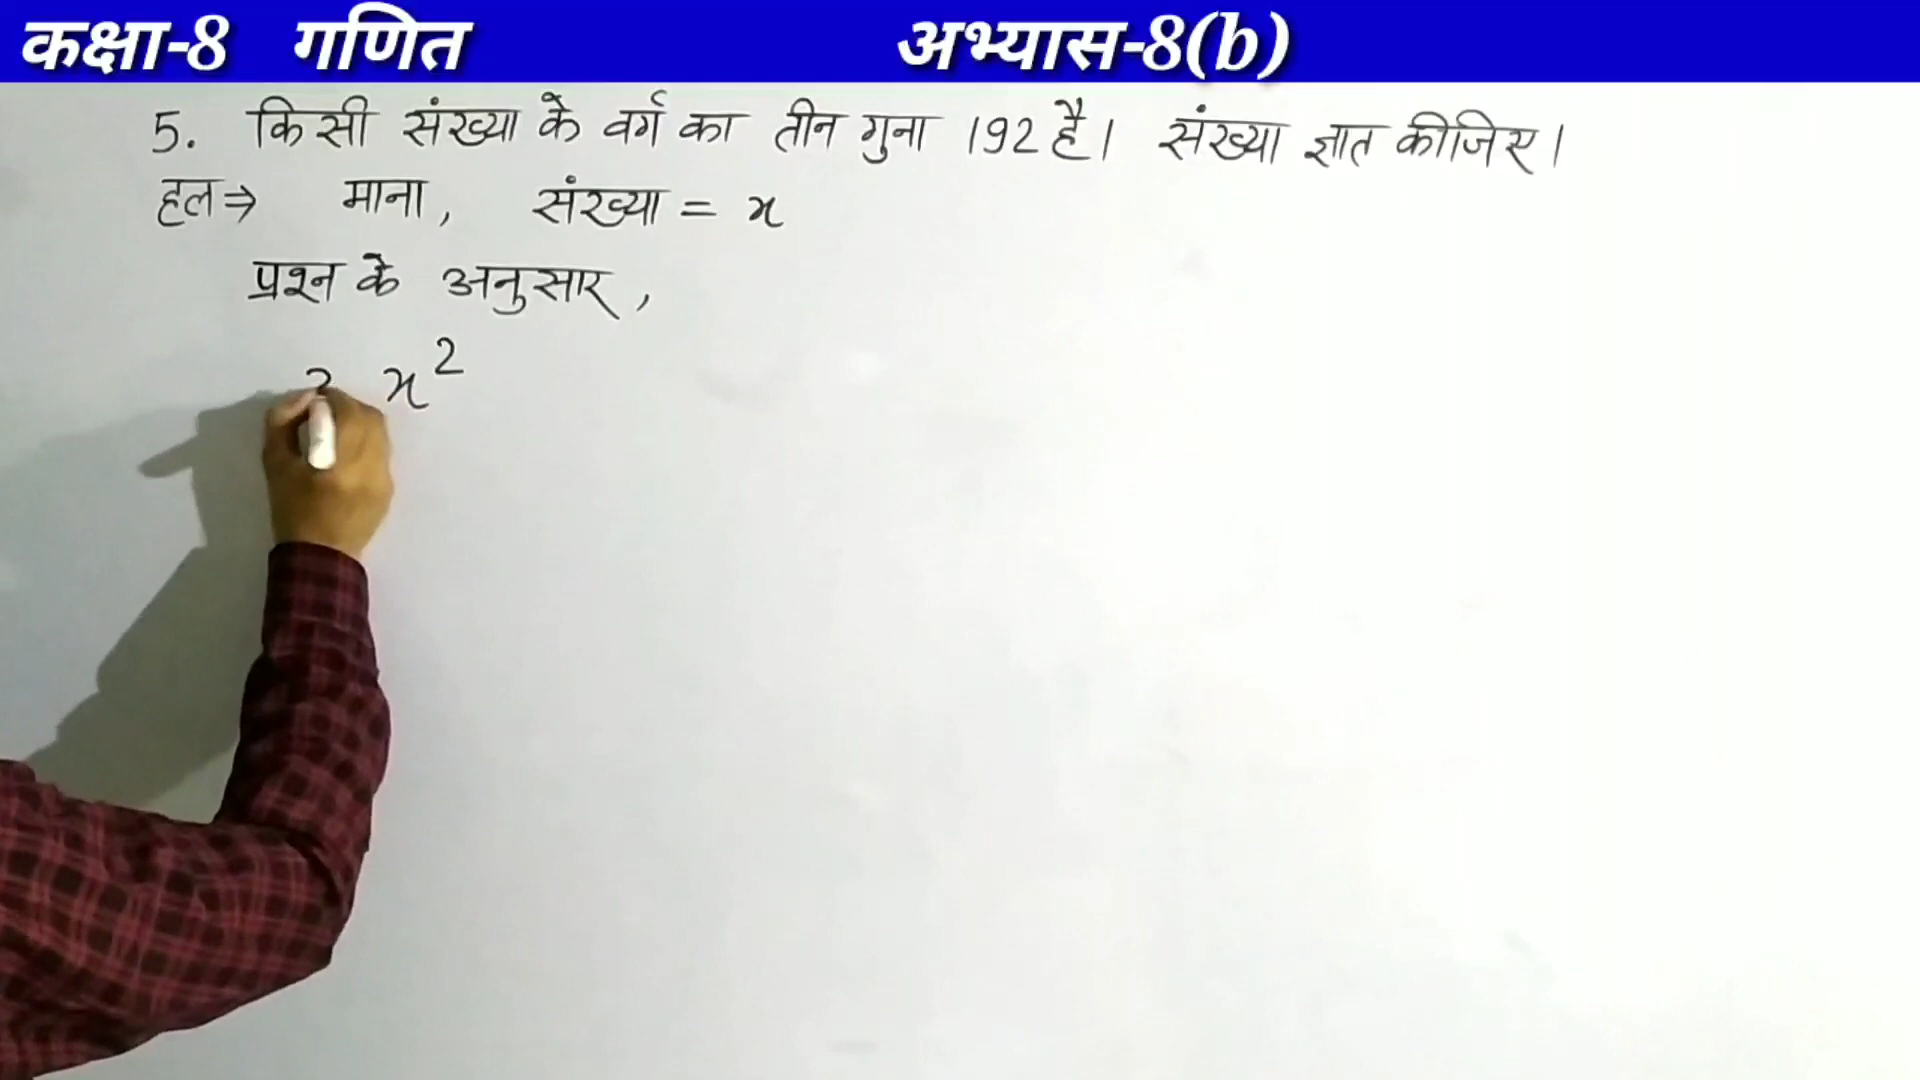 कक्षा-8 गणित अभ्यास-8(b)
5. किसी संख्या के वर्ग का तीन गुना 192 है। संख्या ज्ञात कीजिए।
हल⇒ माना, संख्या = x
प्रश्न के अनुसार,
x²